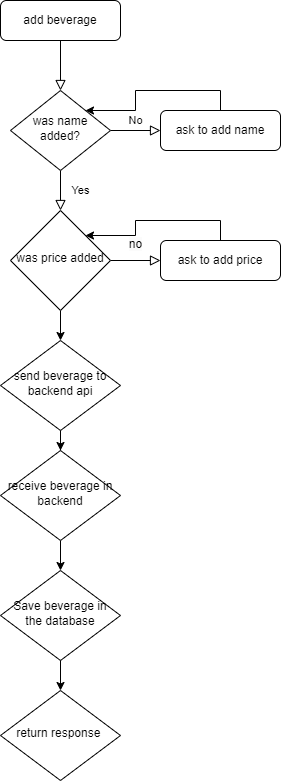 add beverage
was name
added?
No
ask to add name
Yes
was price added
no
ask to add price
send beverage to
backend api
receive beverage in
backend
Save beverage in
the database
return response